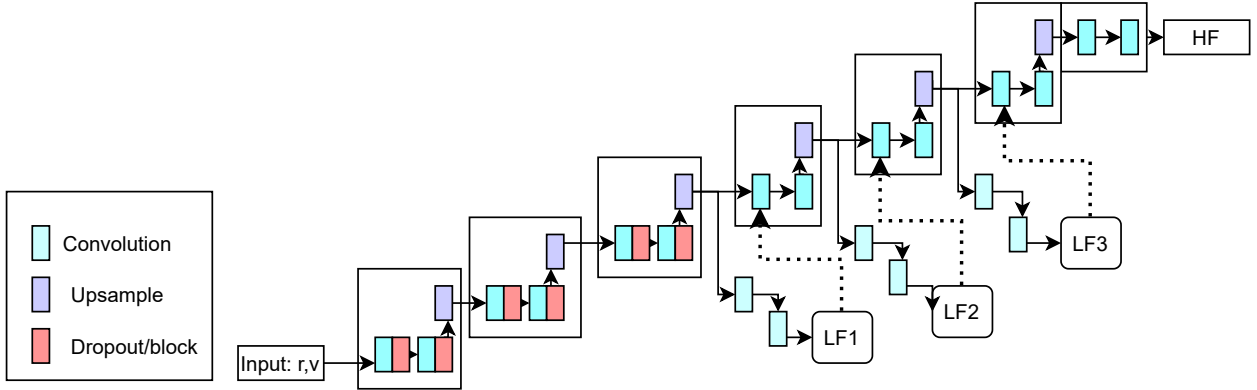 Convolution
Upsample
Dropout/block
Input: r,v
LF1
LF2
LF3
HF